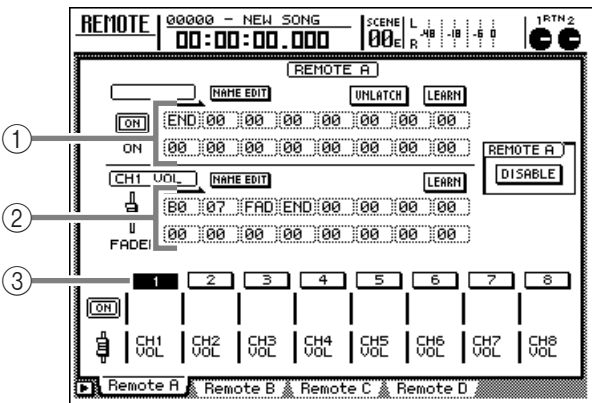 REMOTE 00000 - NEW SONG SCENE L -48 -18 -6 0 1 RTN 2
00:00:00.000 00E R
REMOTE A
NAME EDIT UNLATCH LEARN
① ON END 00 00 00 00 00 00 00
ON 00 00 00 00 00 00 00 00
REMOTE A
DISABLE
CH1 VOL NAME EDIT LEARN
② B0 07 FAD END 00 00 00 00
FADER 00 00 00 00 00 00 00 00
③ 1 2 3 4 5 6 7 8
ON
CH1 VOL CH2 VOL CH3 VOL CH4 VOL CH5 VOL CH6 VOL CH7 VOL CH8 VOL
Remote A Remote B Remote C Remote D